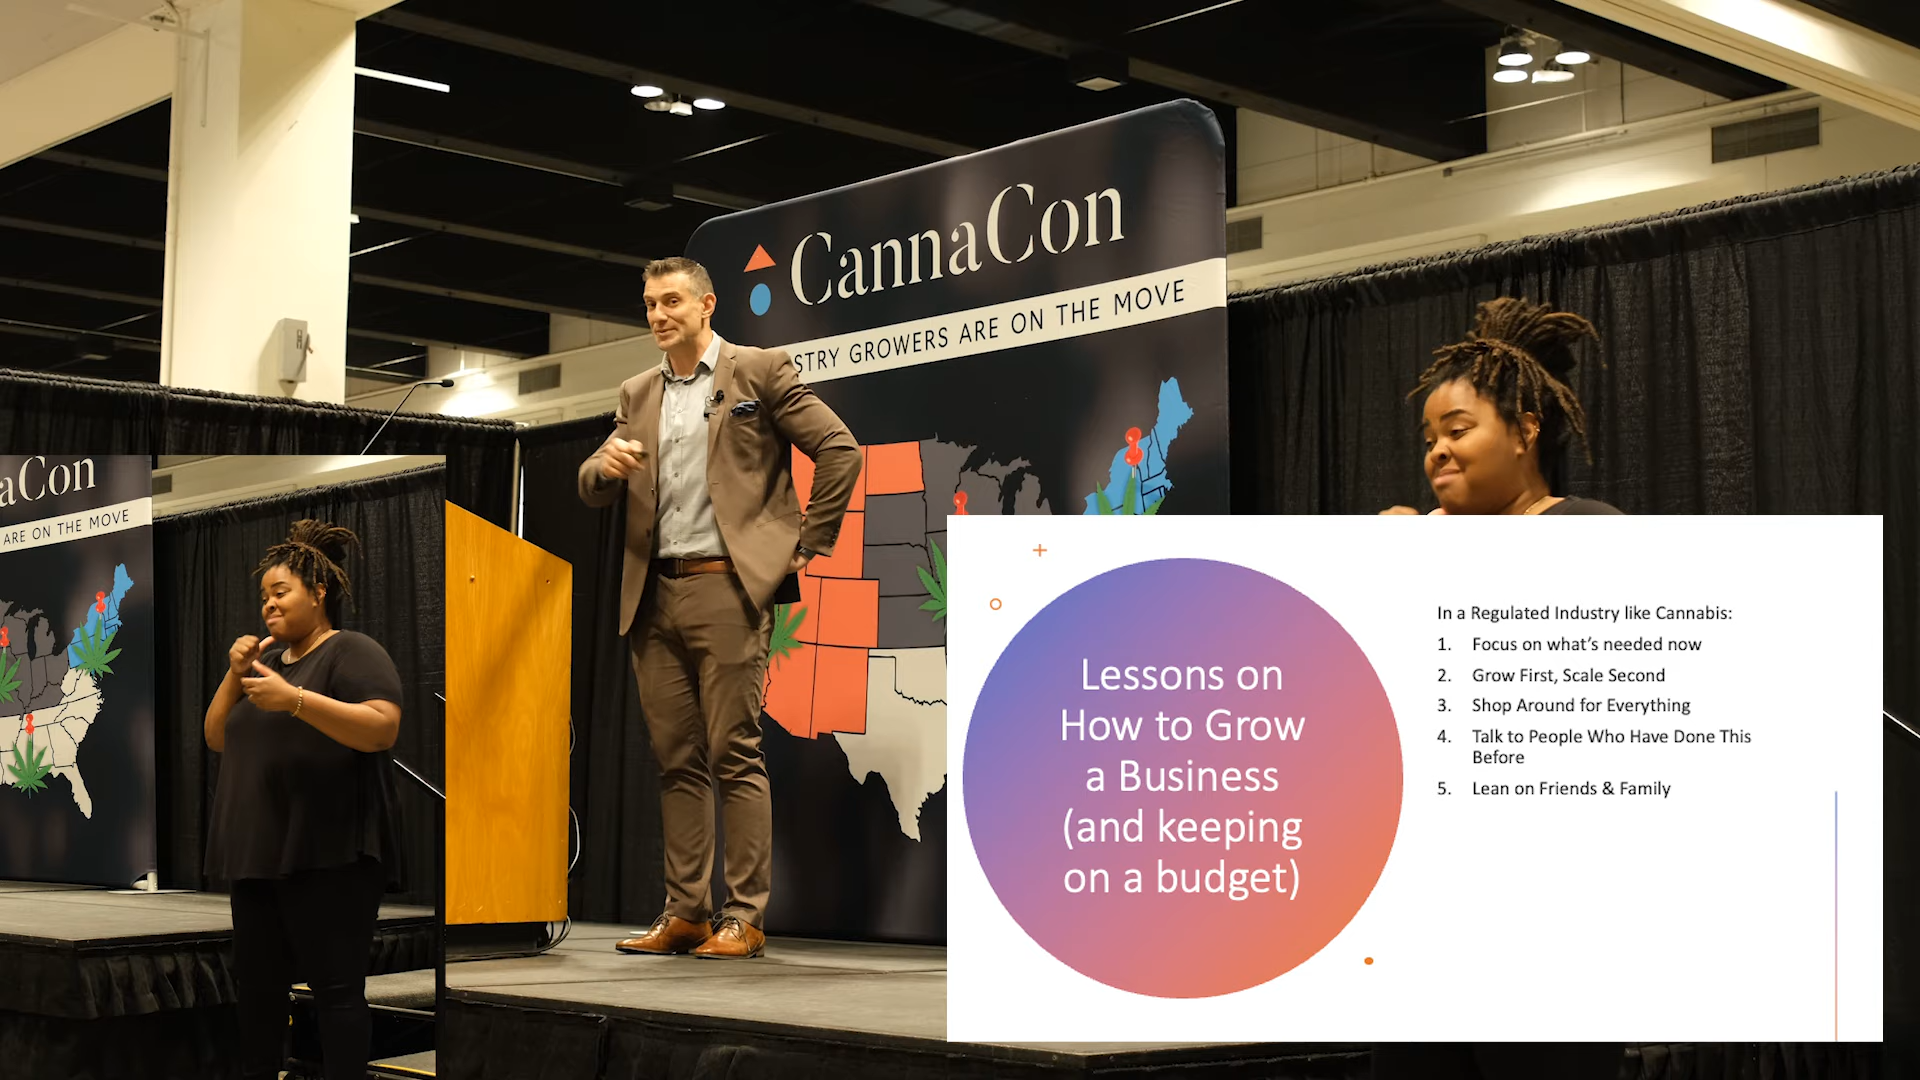 CannaCon
STRY GROWERS ARE ON THE MOVE
aCon
ARE ON THE MOVE
Lessons on
How to Grow
a Business
(and keeping
on a budget)
In a Regulated Industry like Cannabis:
1. Focus on what's needed now
2. Grow First, Scale Second
3. Shop Around for Everything
4. Talk to People Who Have Done This
Before
5. Lean on Friends & Family